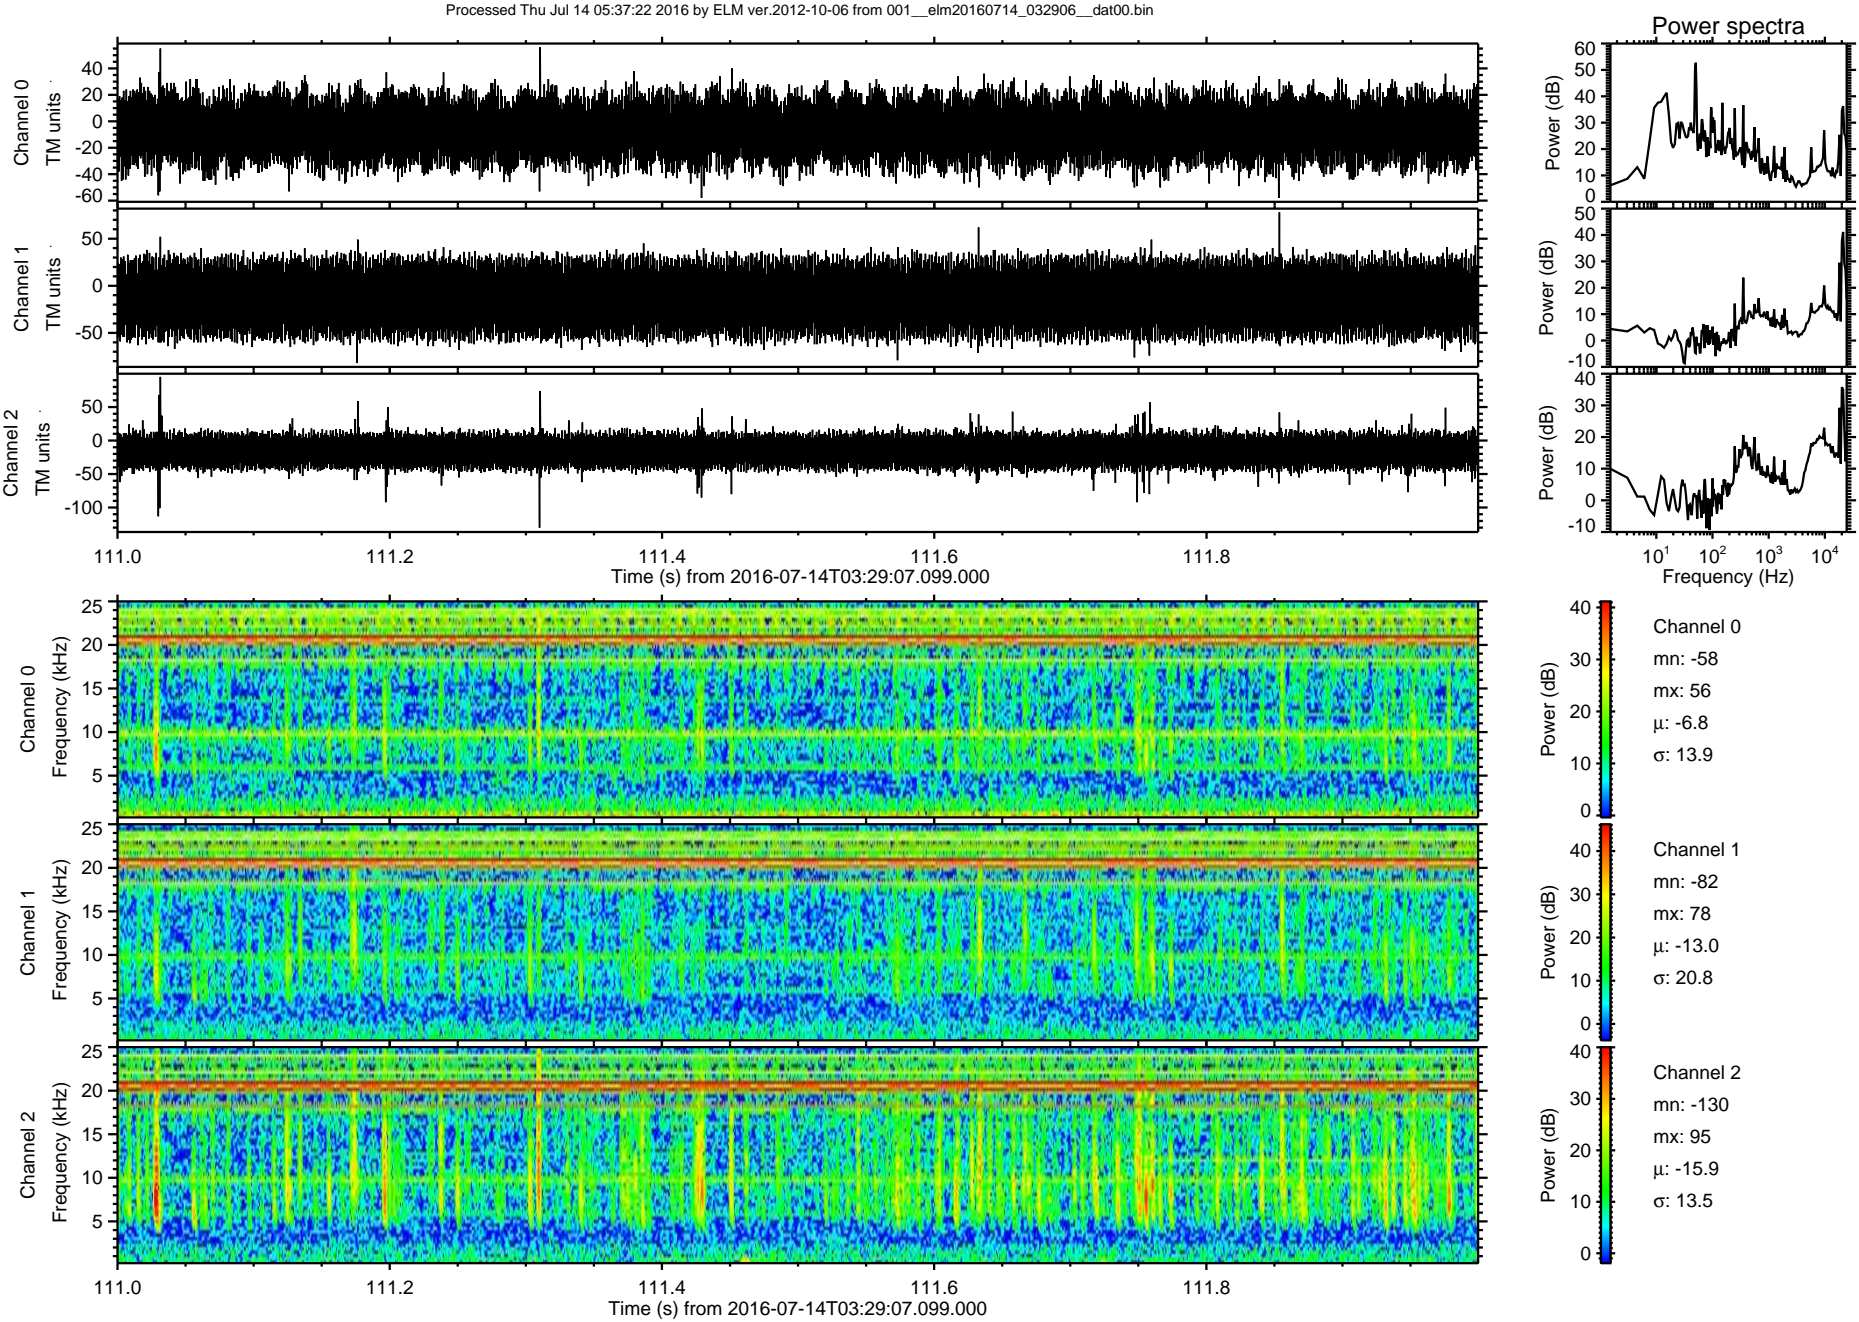 Processed Thu Jul 14 05:37:22 2016 by ELM ver.2012-10-06 from 001__elm20160714_032906__dat00.bin
Power spectra
Channel 0
TM units
40
20
0
-20
-40
-60
Power (dB)
60
50
40
30
20
10
0
Channel 1
TM units
50
0
-50
Power (dB)
50
40
30
20
10
0
-10
Channel 2
TM units
50
0
-50
-100
Power (dB)
40
30
20
10
0
-10
111.0 111.2 111.4 111.6 111.8
Time (s) from 2016-07-14T03:29:07.099.000
10¹ 10² 10³ 10⁴
Frequency (Hz)
Channel 0
Frequency (kHz)
25
20
15
10
5
Power (dB)
40
30
20
10
0
Channel 0
mn: -58
mx: 56
μ: -6.8
σ: 13.9
Channel 1
Frequency (kHz)
25
20
15
10
5
Power (dB)
40
30
20
10
0
Channel 1
mn: -82
mx: 78
μ: -13.0
σ: 20.8
Channel 2
Frequency (kHz)
25
20
15
10
5
Power (dB)
40
30
20
10
0
Channel 2
mn: -130
mx: 95
μ: -15.9
σ: 13.5
111.0 111.2 111.4 111.6 111.8
Time (s) from 2016-07-14T03:29:07.099.000